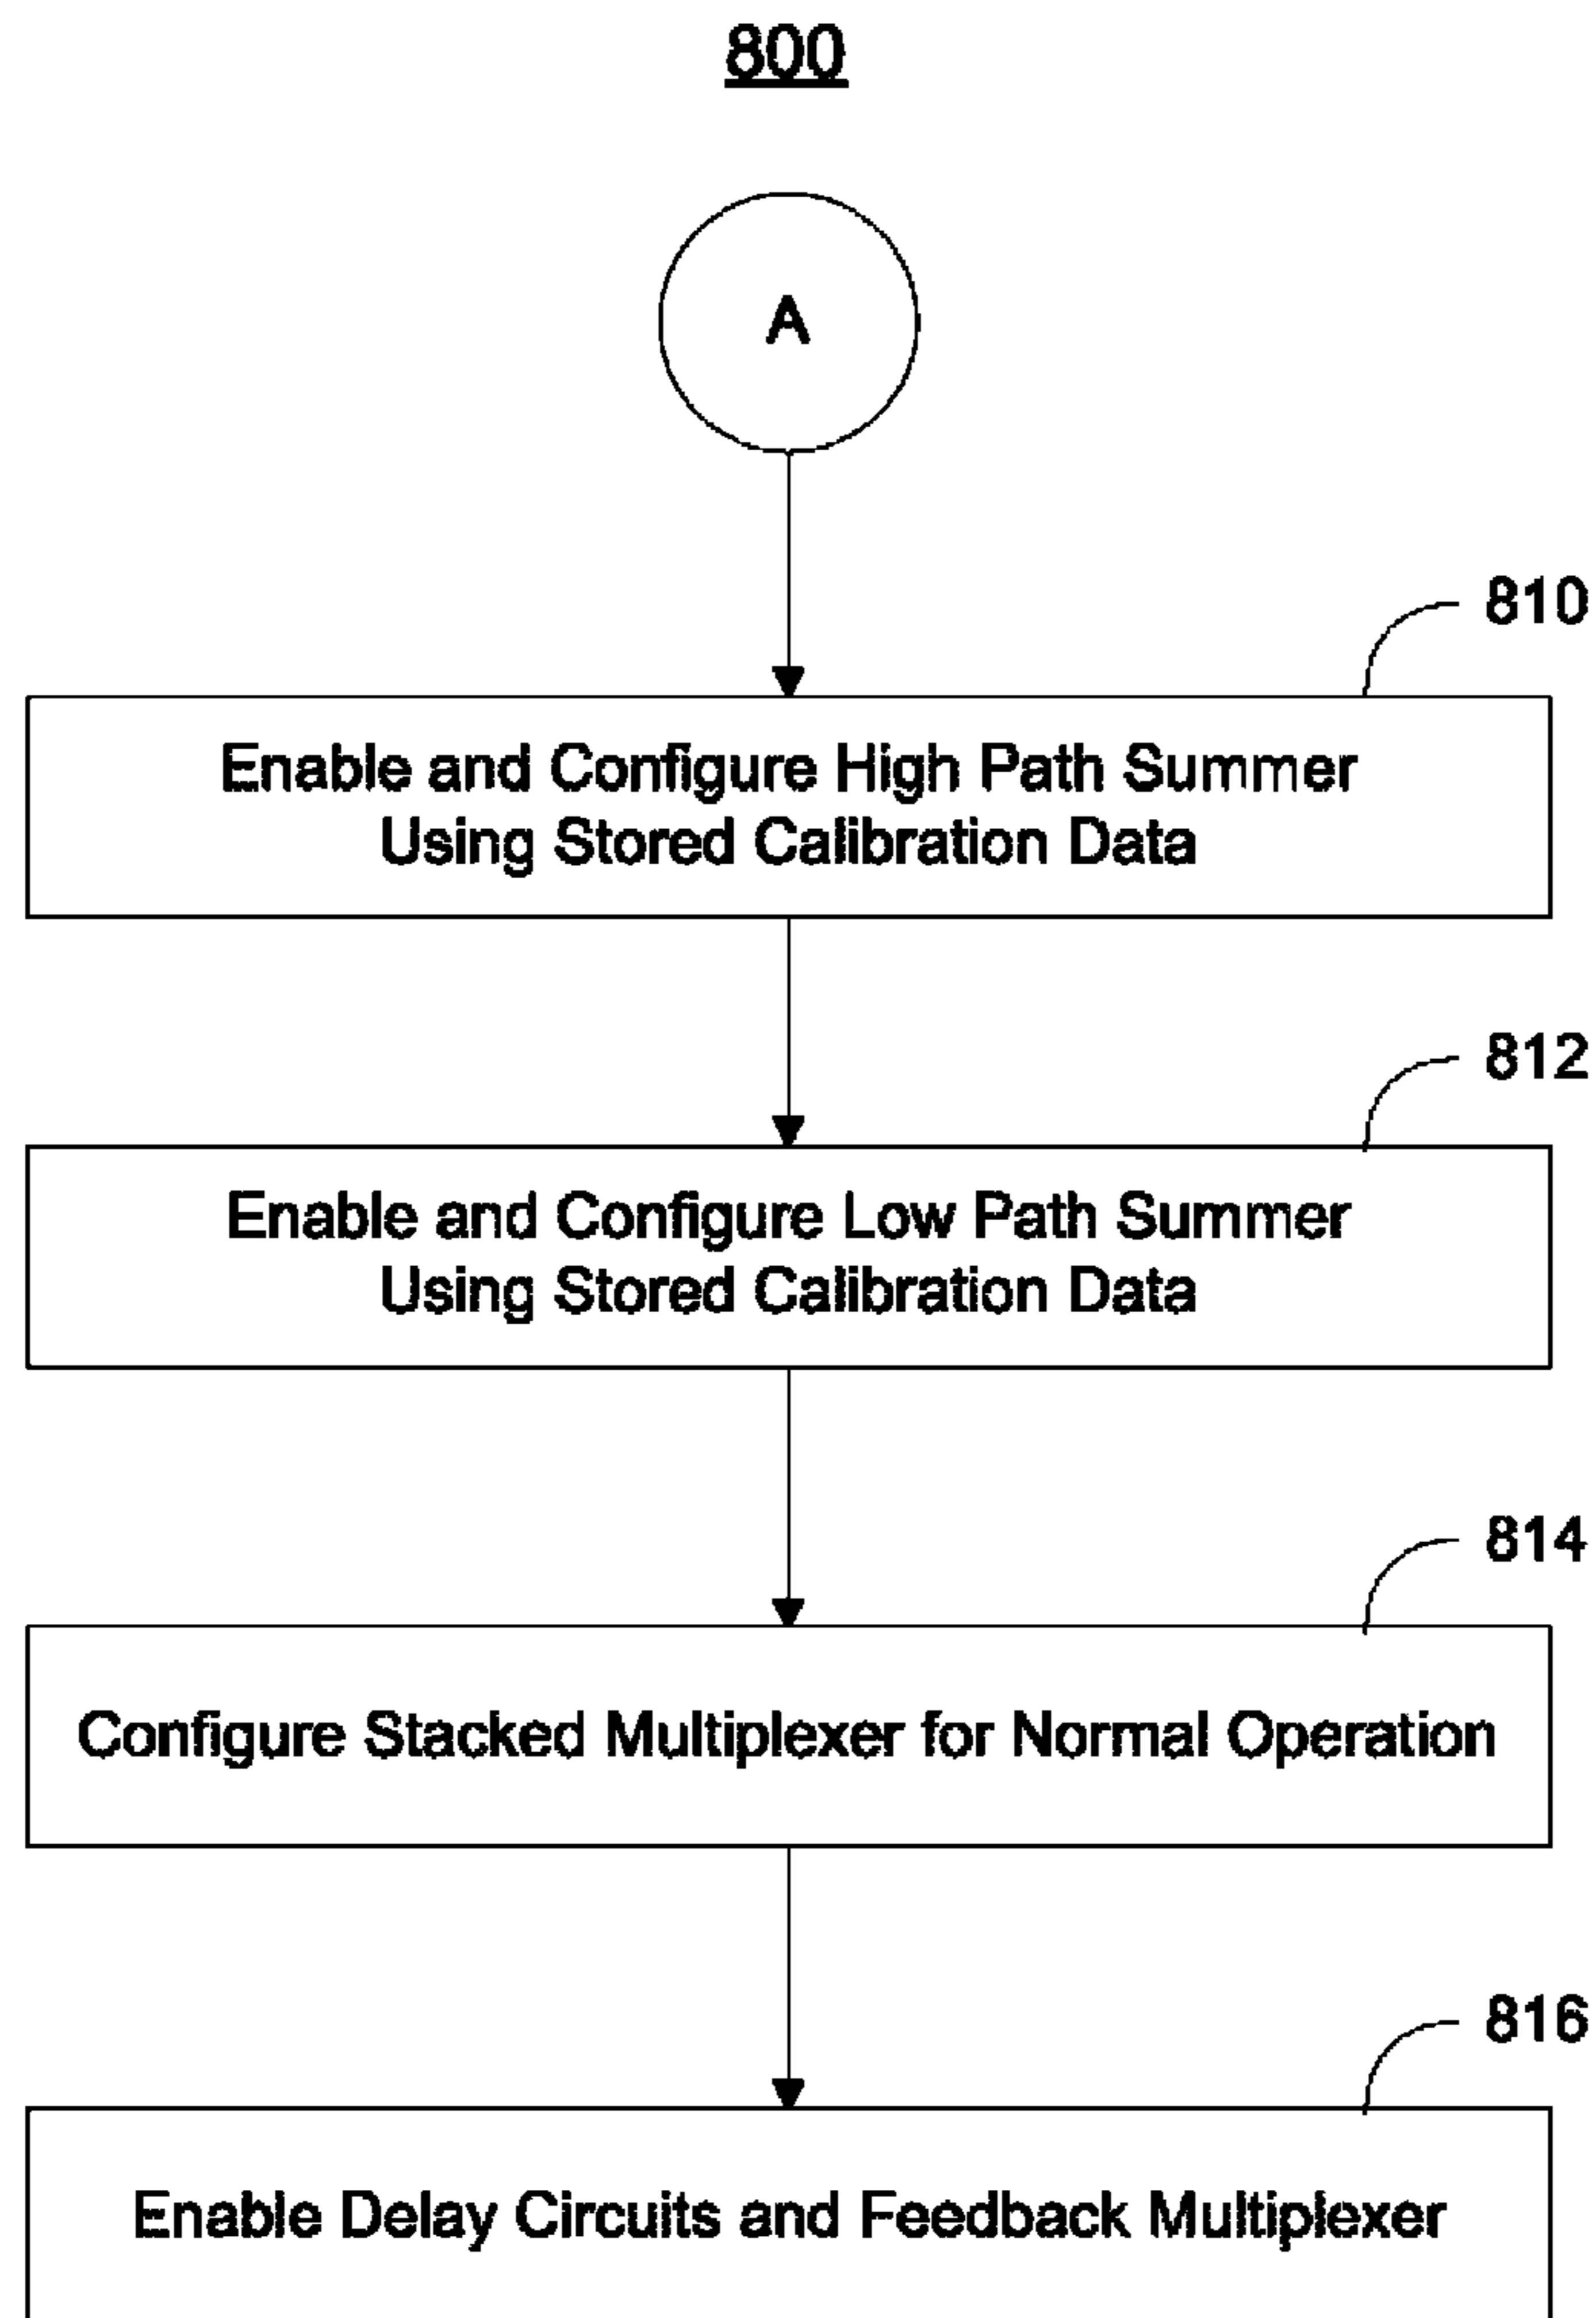 800
A
810
Enable and Configure High Path Summer
Using Stored Calibration Data
812
Enable and Configure Low Path Summer
Using Stored Calibration Data
814
Configure Stacked Multiplexer for Normal Operation
816
Enable Delay Circuits and Feedback Multiplexer